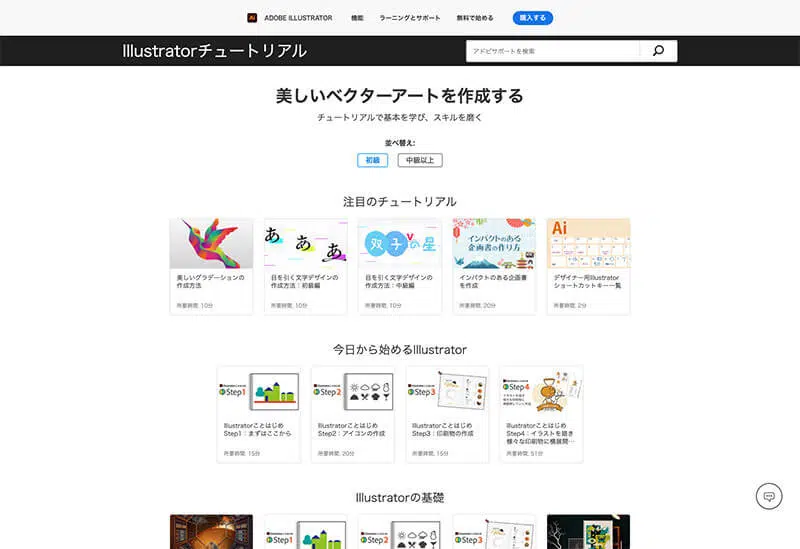 Ai ADOBE ILLUSTRATOR 機能 ラーニングとサポート 無料で始める 購入する
Illustratorチュートリアル アドビサポートを検索
美しいベクターアートを作成する
チュートリアルで基本を学び、スキルを磨く
並べ替え:
初級 中級以上
注目のチュートリアル
あ あ あ
双子の星
インパクトのある
企画書の作り方
Ai
美しいグラデーションの
作成方法
所要時間: 10分
目を引く文字デザインの
作成方法：初級編
所要時間: 10分
目を引く文字デザインの
作成方法：中級編
所要時間: 10分
インパクトのある企画書
を作成
所要時間: 20分
デザイナー用Illustrator
ショートカットキー一覧
所要時間: 2分
今日から始めるIllustrator
Step1
Step2
Step3
Step4
Illustratorことはじめ
Step1：まずはここから
所要時間: 15分
Illustratorことはじめ
Step2：アイコンの作成
所要時間: 20分
Illustratorことはじめ
Step3：印刷物の作成
所要時間: 15分
Illustratorことはじめ
Step4：イラストを描き
様々な印刷物に横展開…
所要時間: 51分
Illustratorの基礎
Step1
Step2
Step3